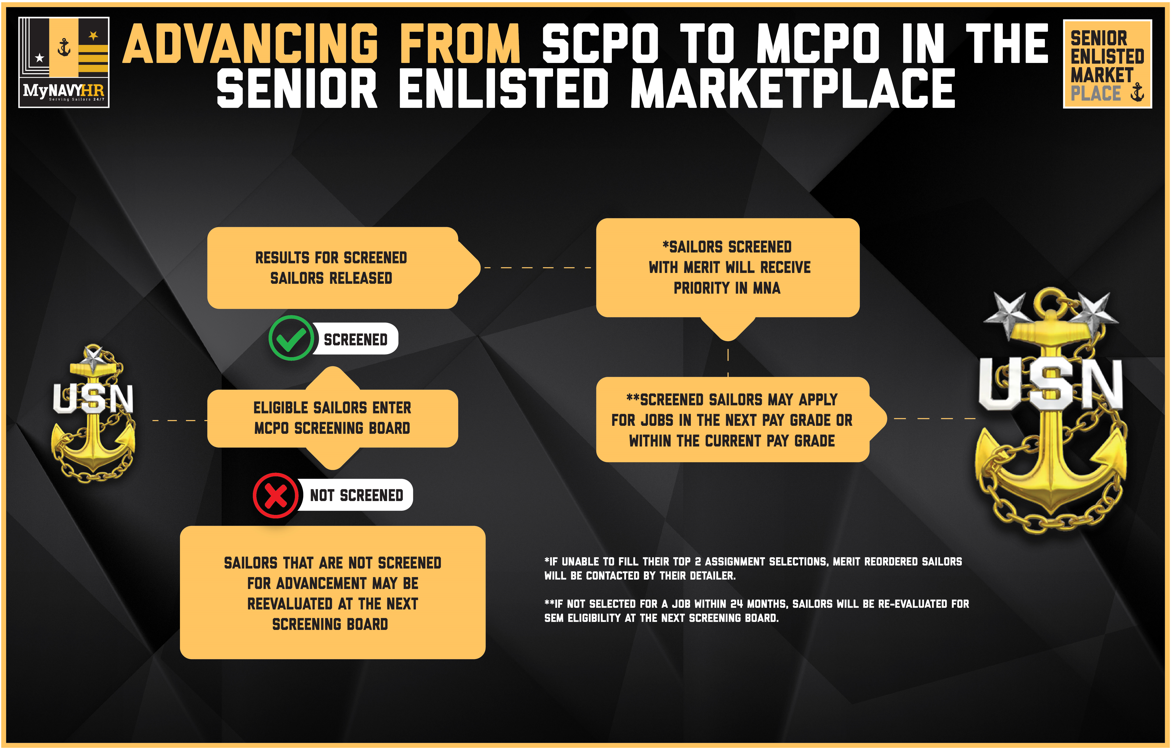 MyNAVYHR
Serving Sailors 24/7
ADVANCING FROM SCPO TO MCPO IN THE
SENIOR ENLISTED MARKETPLACE
SENIOR
ENLISTED
MARKET
PLACE
USN
ELIGIBLE SAILORS ENTER
MCPO SCREENING BOARD
SCREENED
RESULTS FOR SCREENED
SAILORS RELEASED
NOT SCREENED
SAILORS THAT ARE NOT SCREENED
FOR ADVANCEMENT MAY BE
REEVALUATED AT THE NEXT
SCREENING BOARD
*SAILORS SCREENED
WITH MERIT WILL RECEIVE
PRIORITY IN MNA
**SCREENED SAILORS MAY APPLY
FOR JOBS IN THE NEXT PAY GRADE OR
WITHIN THE CURRENT PAY GRADE
USN
*IF UNABLE TO FILL THEIR TOP 2 ASSIGNMENT SELECTIONS, MERIT REORDERED SAILORS
WILL BE CONTACTED BY THEIR DETAILER.
**IF NOT SELECTED FOR A JOB WITHIN 24 MONTHS, SAILORS WILL BE RE-EVALUATED FOR
SEM ELIGIBILITY AT THE NEXT SCREENING BOARD.